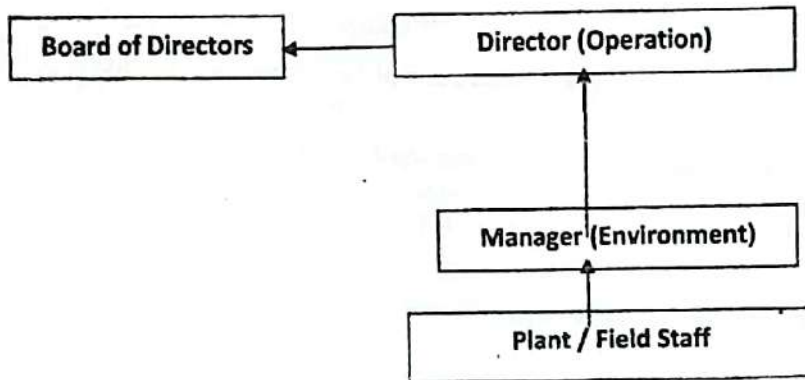 Board of Directors
Director (Operation)
Manager (Environment)
Plant / Field Staff